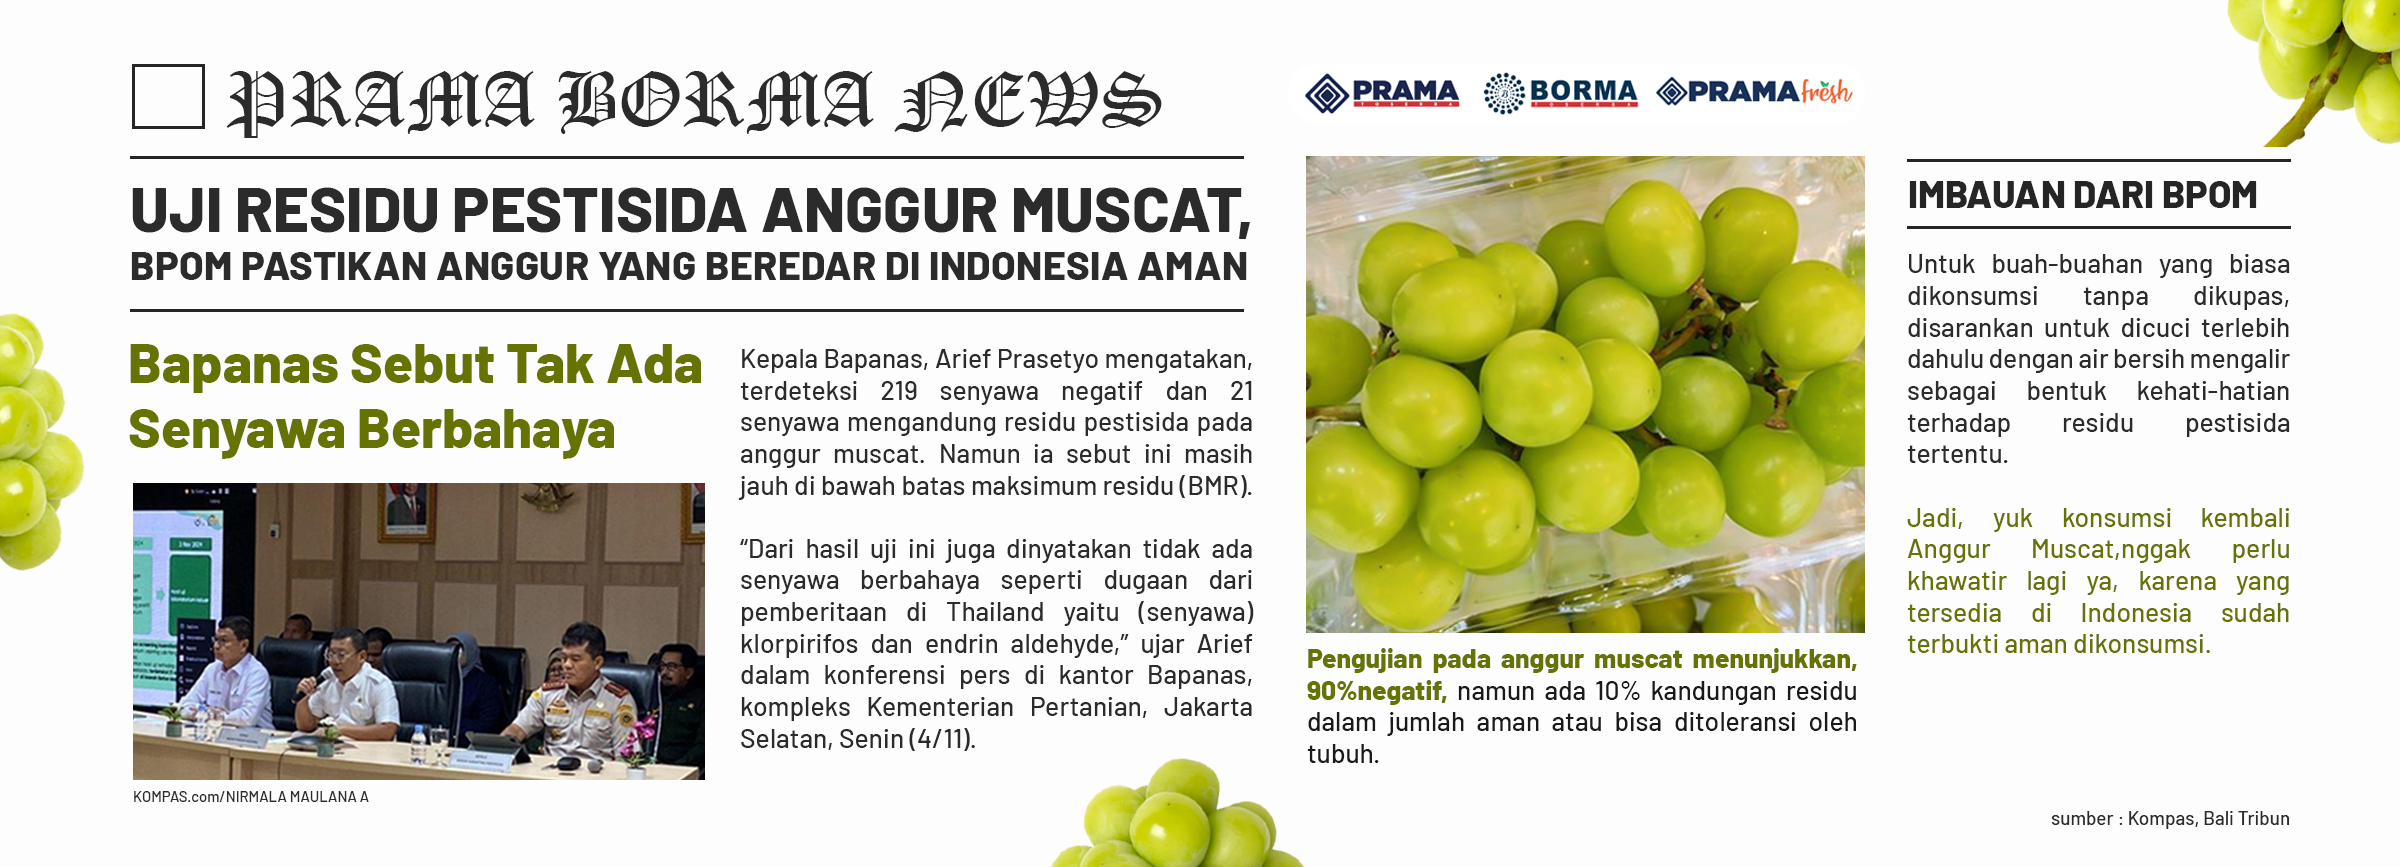 PRAMA BORMA NEWS
PRAMA
TOSERBA
BORMA
TOSERBA
PRAMA fresh
UJI RESIDU PESTISIDA ANGGUR MUSCAT,
BPOM PASTIKAN ANGGUR YANG BEREDAR DI INDONESIA AMAN
Bapanas Sebut Tak Ada
Senyawa Berbahaya
KOMPAS.com/NIRMALA MAULANA A
Kepala Bapanas, Arief Prasetyo mengatakan,
terdeteksi 219 senyawa negatif dan 21
senyawa mengandung residu pestisida pada
anggur muscat. Namun ia sebut ini masih
jauh di bawah batas maksimum residu (BMR).
“Dari hasil uji ini juga dinyatakan tidak ada
senyawa berbahaya seperti dugaan dari
pemberitaan di Thailand yaitu (senyawa)
klorpirifos dan endrin aldehyde,” ujar Arief
dalam konferensi pers di kantor Bapanas,
kompleks Kementerian Pertanian, Jakarta
Selatan, Senin (4/11).
Pengujian pada anggur muscat menunjukkan,
90%negatif, namun ada 10% kandungan residu
dalam jumlah aman atau bisa ditoleransi oleh
tubuh.
IMBAUAN DARI BPOM
Untuk buah-buahan yang biasa
dikonsumsi tanpa dikupas,
disarankan untuk dicuci terlebih
dahulu dengan air bersih mengalir
sebagai bentuk kehati-hatian
terhadap residu pestisida
tertentu.
Jadi, yuk konsumsi kembali
Anggur Muscat,nggak perlu
khawatir lagi ya, karena yang
tersedia di Indonesia sudah
terbukti aman dikonsumsi.
sumber : Kompas, Bali Tribun